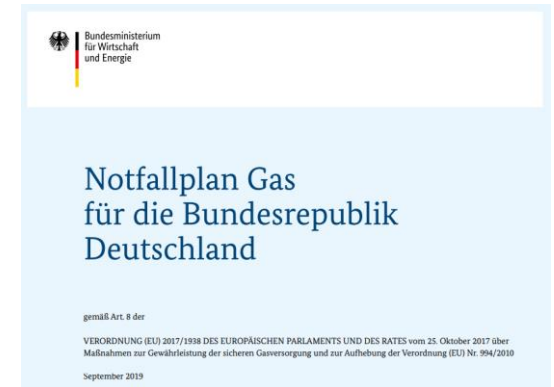 Bundesministerium
für Wirtschaft
und Energie
Notfallplan Gas
für die Bundesrepublik
Deutschland
gemäß Art. 8 der
VERORDNUNG (EU) 2017/1938 DES EUROPÄISCHEN PARLAMENTS UND DES RATES vom 25. Oktober 2017 über
Maßnahmen zur Gewährleistung der sicheren Gasversorgung und zur Aufhebung der Verordnung (EU) Nr. 994/2010
September 2019